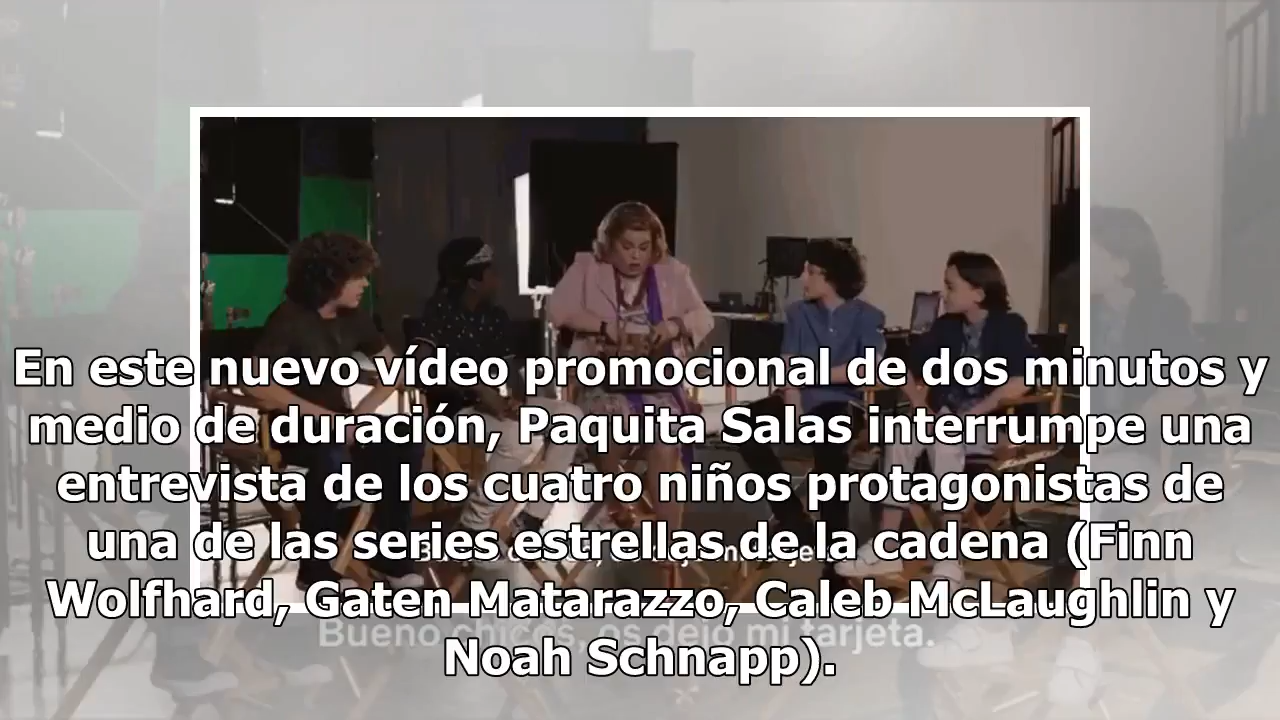 En este nuevo vídeo promocional de dos minutos y
medio de duración, Paquita Salas interrumpe una
entrevista de los cuatro niños protagonistas de
una de las series estrellas de la cadena (Finn
Wolfhard, Gaten Matarazzo, Caleb McLaughlin y
Bueno chicos, os dejo mi tarjeta.
Noah Schnapp).